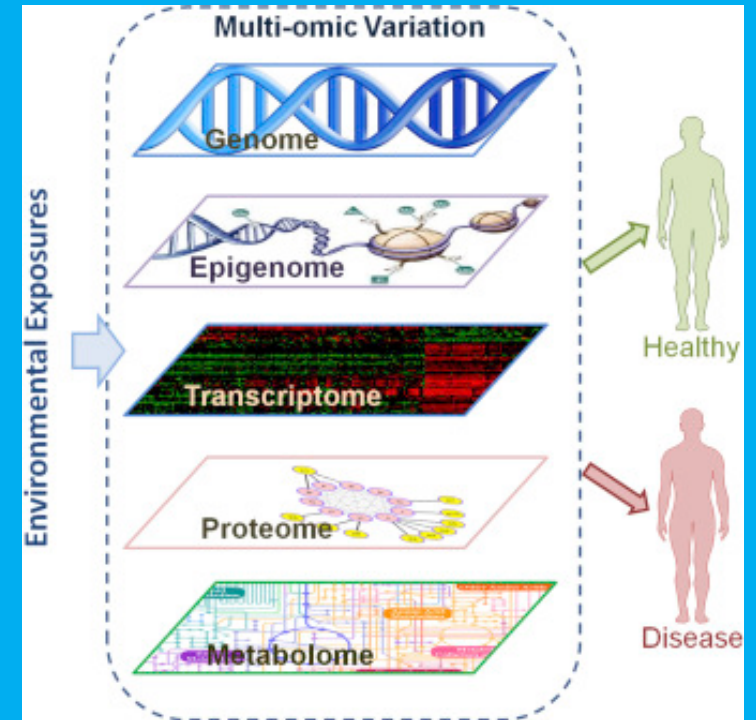 Multi-omic Variation
Environmental Exposures
Genome
Epigenome
Transcriptome
Proteome
Metabolome
Healthy
Disease